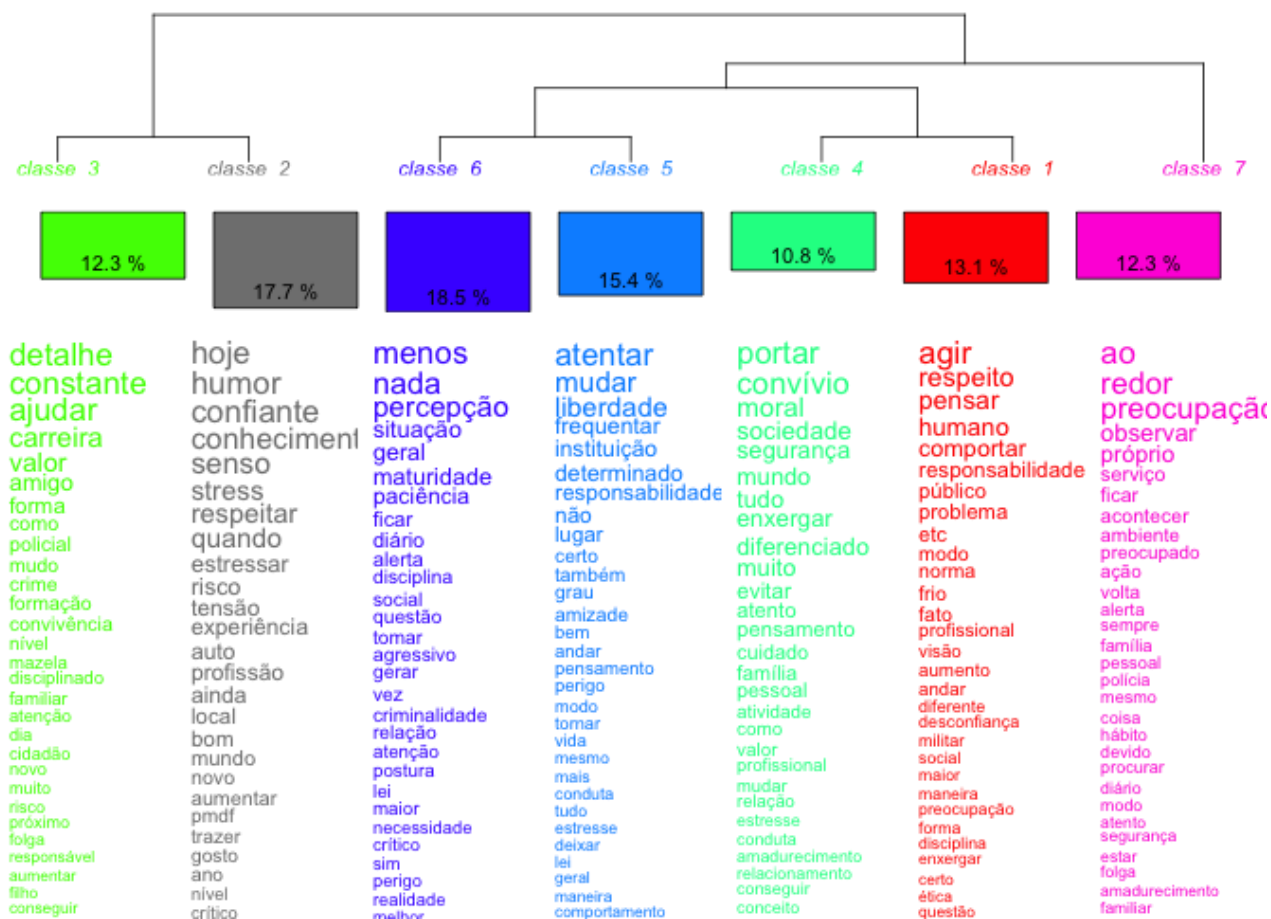 classe 3
classe 2
classe 6
classe 5
classe 4
classe 1
classe 7
12.3 %
17.7 %
18.5 %
15.4 %
10.8 %
13.1 %
12.3 %
detalhe
constante
ajudar
carreira
valor
amigo
forma
como
policial
mudo
crime
formação
convivência
nível
mazela
disciplinado
familiar
atenção
dia
cidadão
novo
muito
risco
próximo
folga
responsável
aumentar
filho
conseguir
hoje
humor
confiante
conheciment
senso
stress
respeitar
quando
estressar
risco
tensão
experiência
auto
profissão
ainda
local
bom
mundo
novo
aumentar
pmdf
trazer
gosto
ano
nível
crítico
menos
nada
percepção
situação
geral
maturidade
paciência
ficar
diário
alerta
disciplina
social
questão
tomar
agressivo
gerar
vez
criminalidade
relação
atenção
postura
lei
maior
necessidade
crítico
sim
perigo
realidade
melhor
atentar
mudar
liberdade
frequentar
instituição
determinado
responsabilidade
não
lugar
certo
também
grau
amizade
bem
andar
pensamento
perigo
modo
tornar
vida
mesmo
mais
conduta
tudo
estresse
deixar
lei
geral
maneira
comportamento
portar
convívio
moral
sociedade
segurança
mundo
tudo
enxergar
diferenciado
muito
evitar
atento
pensamento
cuidado
família
pessoal
atividade
como
valor
profissional
mudar
relação
estresse
conduta
amadurecimento
relacionamento
conseguir
conceito
agir
respeito
pensar
humano
comportar
responsabilidade
público
problema
etc
modo
norma
frio
fato
profissional
visão
aumento
andar
diferente
desconfiança
militar
social
maior
maneira
preocupação
forma
disciplina
enxergar
certo
ética
questão
ao
redor
preocupação
observar
próprio
serviço
ficar
acontecer
ambiente
preocupado
ação
volta
alerta
sempre
família
pessoal
polícia
mesmo
coisa
hábito
devido
procurar
diário
modo
atento
segurança
estar
folga
amadurecimento
familiar